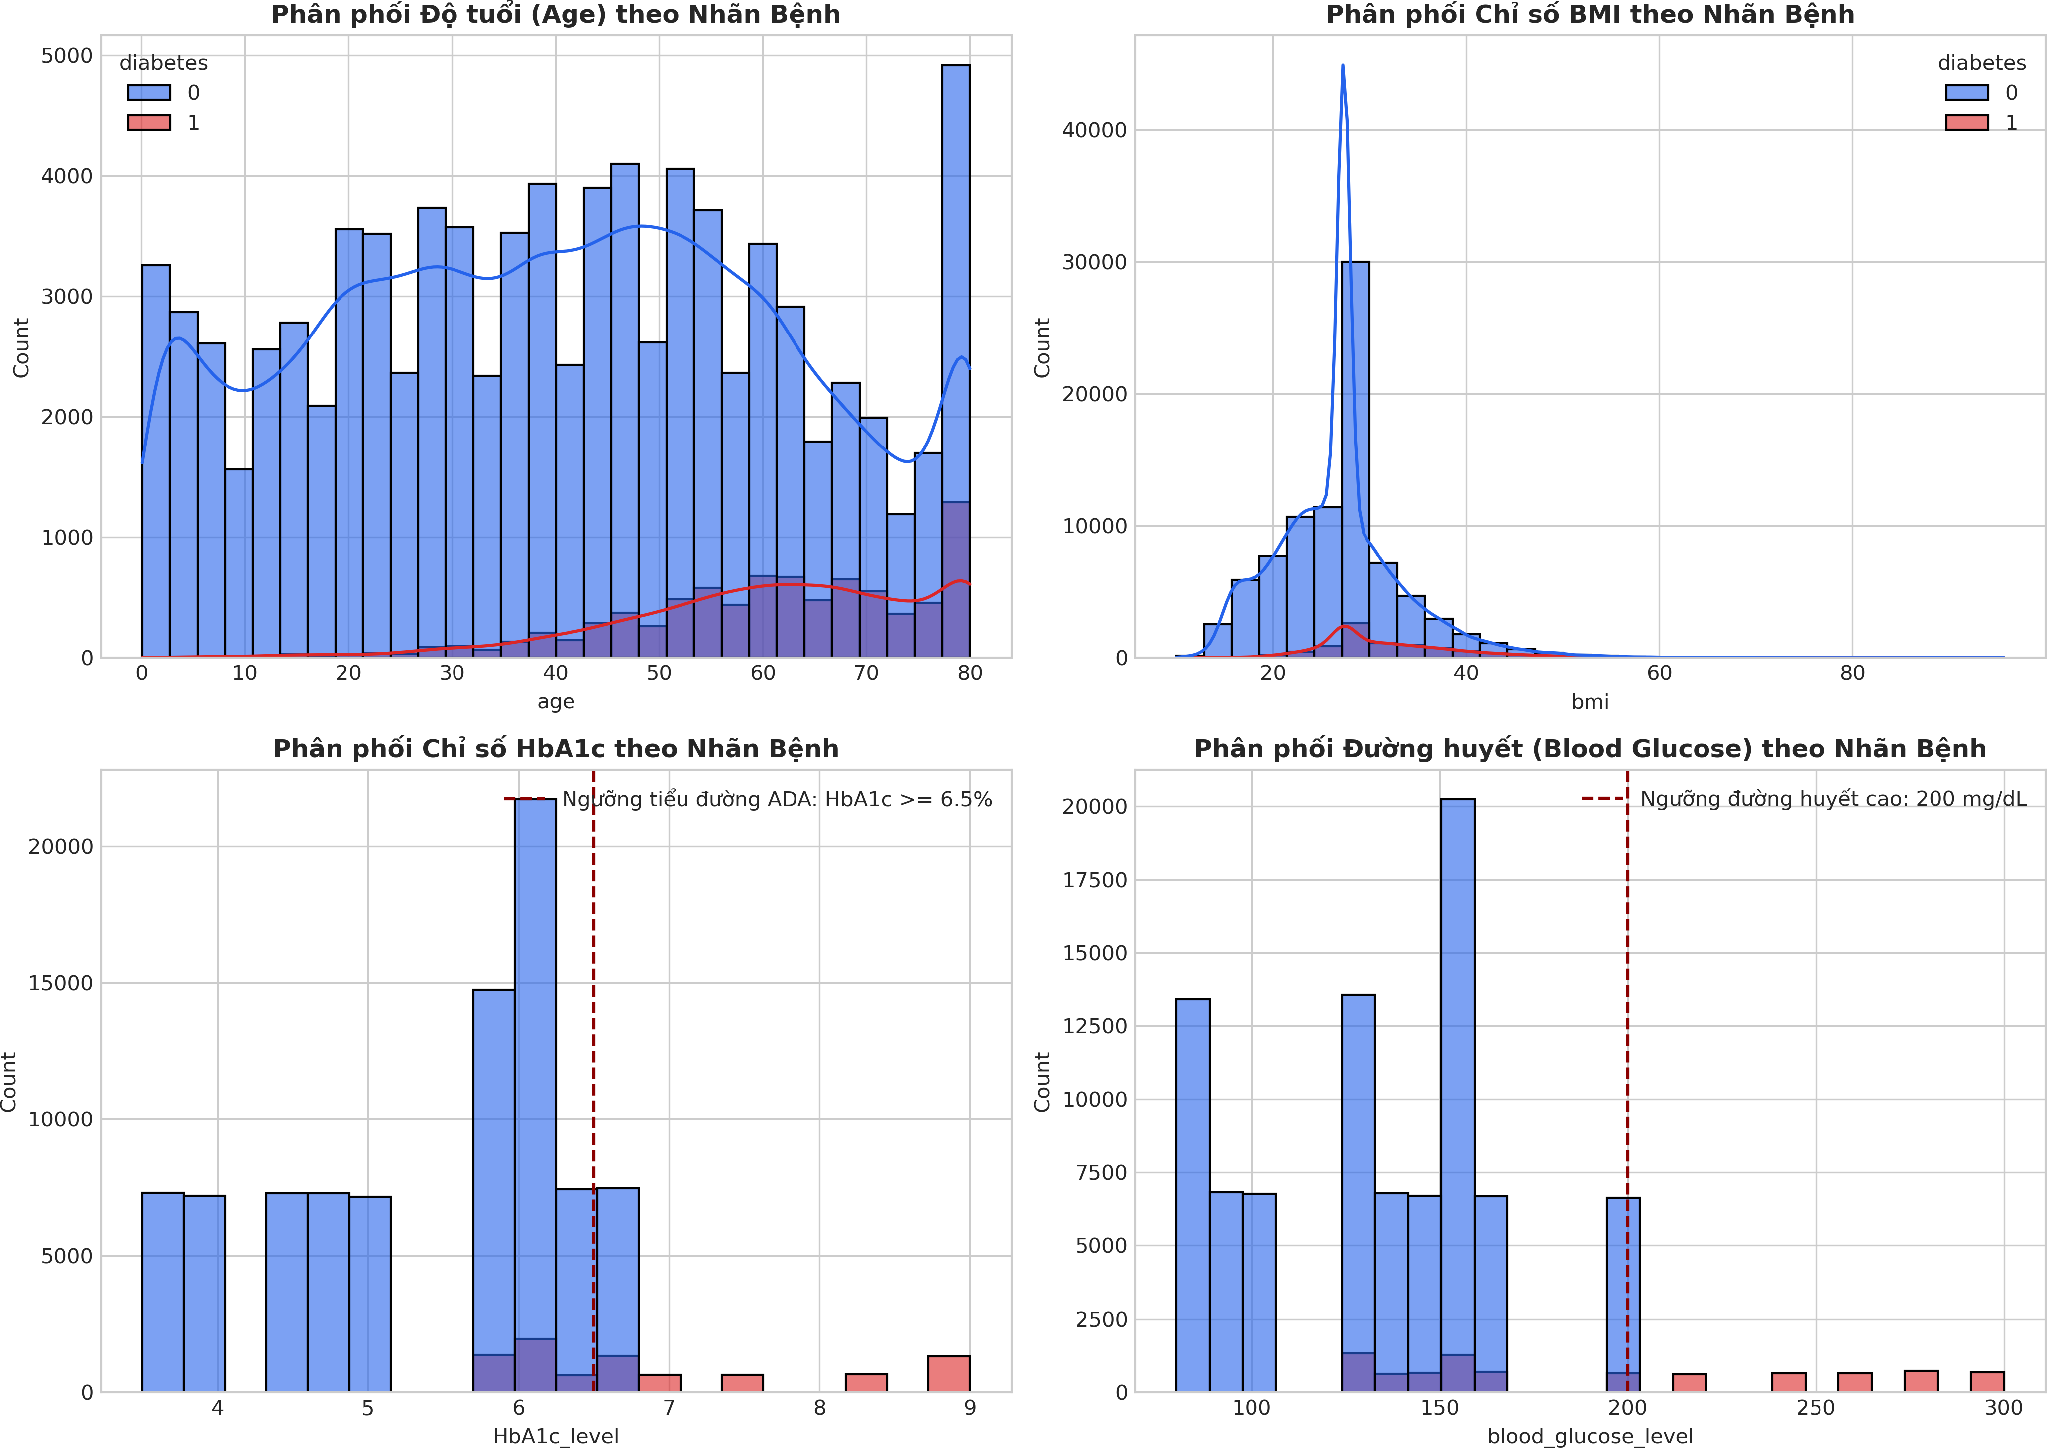 Phân phối Độ tuổi (Age) theo Nhãn Bệnh
diabetes
0
1
5000
4000
3000
2000
1000
0
Count
0 10 20 30 40 50 60 70 80
age
Phân phối Chỉ số BMI theo Nhãn Bệnh
diabetes
0
1
40000
30000
20000
10000
0
Count
20 40 60 80
bmi
Phân phối Chỉ số HbA1c theo Nhãn Bệnh
Ngưỡng tiểu đường ADA: HbA1c >= 6.5%
20000
15000
10000
5000
0
Count
4 5 6 7 8 9
HbA1c_level
Phân phối Đường huyết (Blood Glucose) theo Nhãn Bệnh
Ngưỡng đường huyết cao: 200 mg/dL
20000
17500
15000
12500
10000
7500
5000
2500
0
Count
100 150 200 250 300
blood_glucose_level